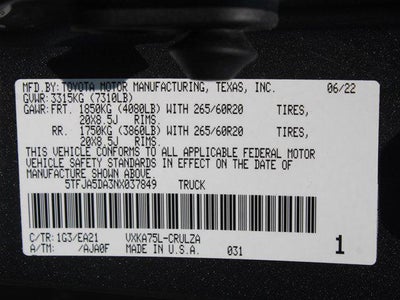 MFD.BY: TOYOTA MOTOR MANUFACTURING, TEXAS, INC. 06/22
GVWR: 3315KG (7310LB)
GAWR: FRT. 1850KG (4080LB) WITH 265/60R20 TIRES,
20X8.5J RIMS.
RR. 1750KG (3860LB) WITH 265/60R20 TIRES,
20X8.5J RIMS.
THIS VEHICLE CONFORMS TO ALL APPLICABLE FEDERAL MOTOR
VEHICLE SAFETY STANDARDS IN EFFECT ON THE DATE OF
MANUFACTURE SHOWN ABOVE.
5TFJA5DA3NX037849 TRUCK
C/TR: 1G3/EA21 VXKA75L-CRULZA
A/TM: /AJA0F MADE IN U.S.A. 031 1